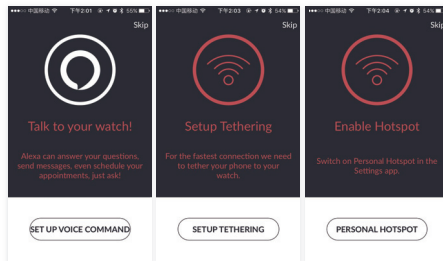 中国移动 下午2:01 55%
Skip
Talk to your watch!
Alexa can answer your questions,
send messages, even schedule your
appointments, just ask!
SET UP VOICE COMMAND
中国移动 下午2:03 54%
Skip
Setup Tethering
For the fastest connection we need
to tether your phone to your
watch.
SETUP TETHERING
中国移动 下午2:04 54%
Skip
Enable Hotspot
Switch on Personal Hotspot in the
Settings app.
PERSONAL HOTSPOT